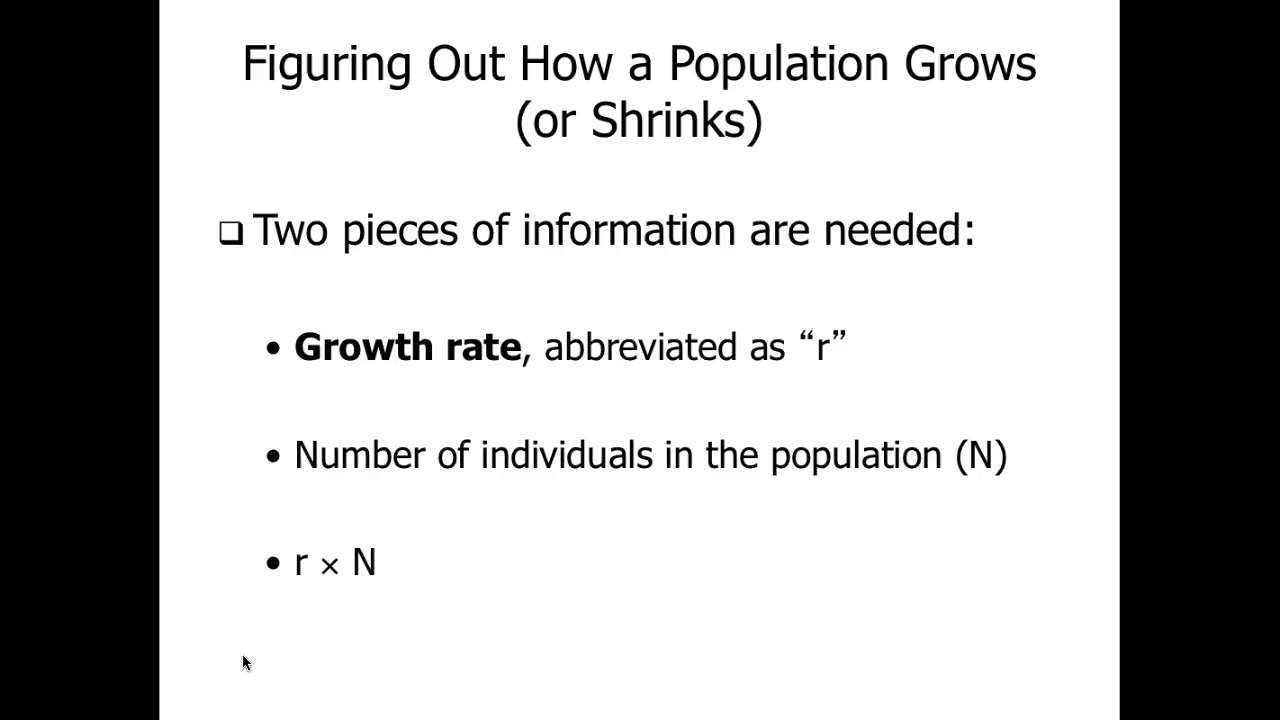 Figuring Out How a Population Grows
(or Shrinks)
❑ Two pieces of information are needed:
• Growth rate, abbreviated as “r”
• Number of individuals in the population (N)
• r × N